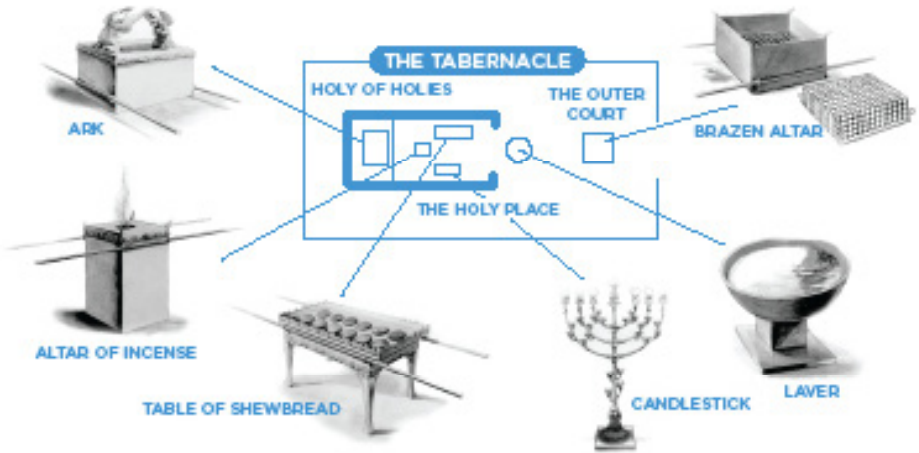 THE TABERNACLE
HOLY OF HOLIES
THE OUTER
COURT
ARK
BRAZEN ALTAR
THE HOLY PLACE
ALTAR OF INCENSE
TABLE OF SHEWBREAD
CANDLESTICK
LAVER